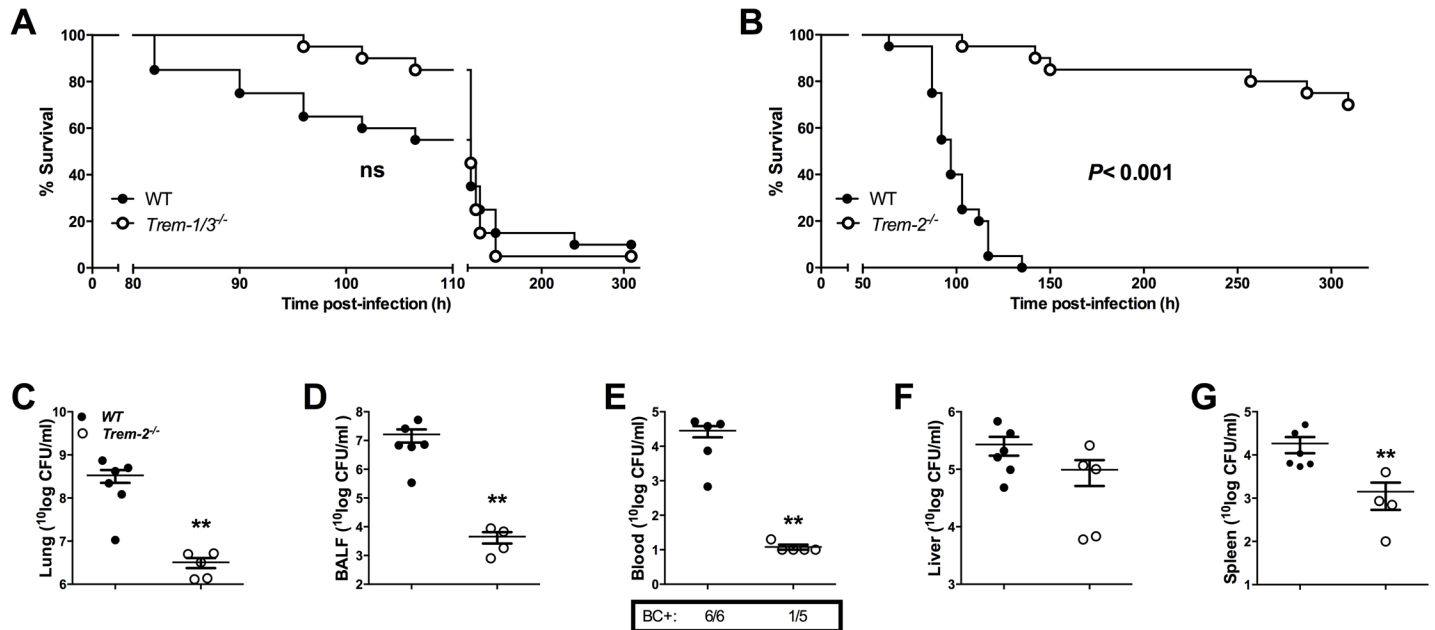 A
% Survival
100
80
60
40
20
0
ns
WT
Trem-1/3-/-
0 80 90 100 110 200 300
Time post-infection (h)
B
% Survival
100
80
60
40
20
0
P< 0.001
WT
Trem-2-/-
0 50 100 150 200 250 300
Time post-infection (h)
C
WT
Trem-2-/-
Lung (10log CFU/ml)
10
9
8
7
6
**
D
BALF (10log CFU/ml )
8
7
6
5
4
3
2
**
E
Blood (10log CFU/ml)
5
4
3
2
1
0
**
BC+: 6/6 1/5
F
Liver (10log CFU/ml)
6
5
4
3
G
Spleen (10log CFU/ml)
5
4
3
2
1
**